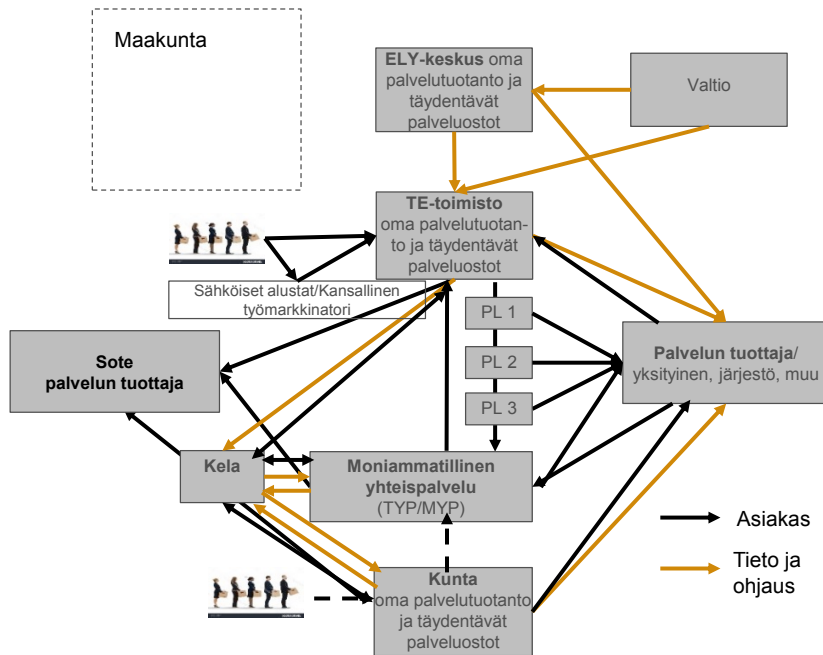 Maakunta
ELY-keskus oma
palvelutuotanto ja
täydentävät
palveluostot
Valtio
TE-toimisto
oma palvelutuotan-
to ja täydentävät
palveluostot
Sähköiset alustat/Kansallinen
työmarkkinatori
PL 1
PL 2
PL 3
Sote
palvelun tuottaja
Palvelun tuottaja/
yksityinen, järjestö, muu
Kela
Moniammatillinen
yhteispalvelu
(TYP/MYP)
Asiakas
Tieto ja
ohjaus
Kunta
oma palvelutuotanto
ja täydentävät
palveluostot